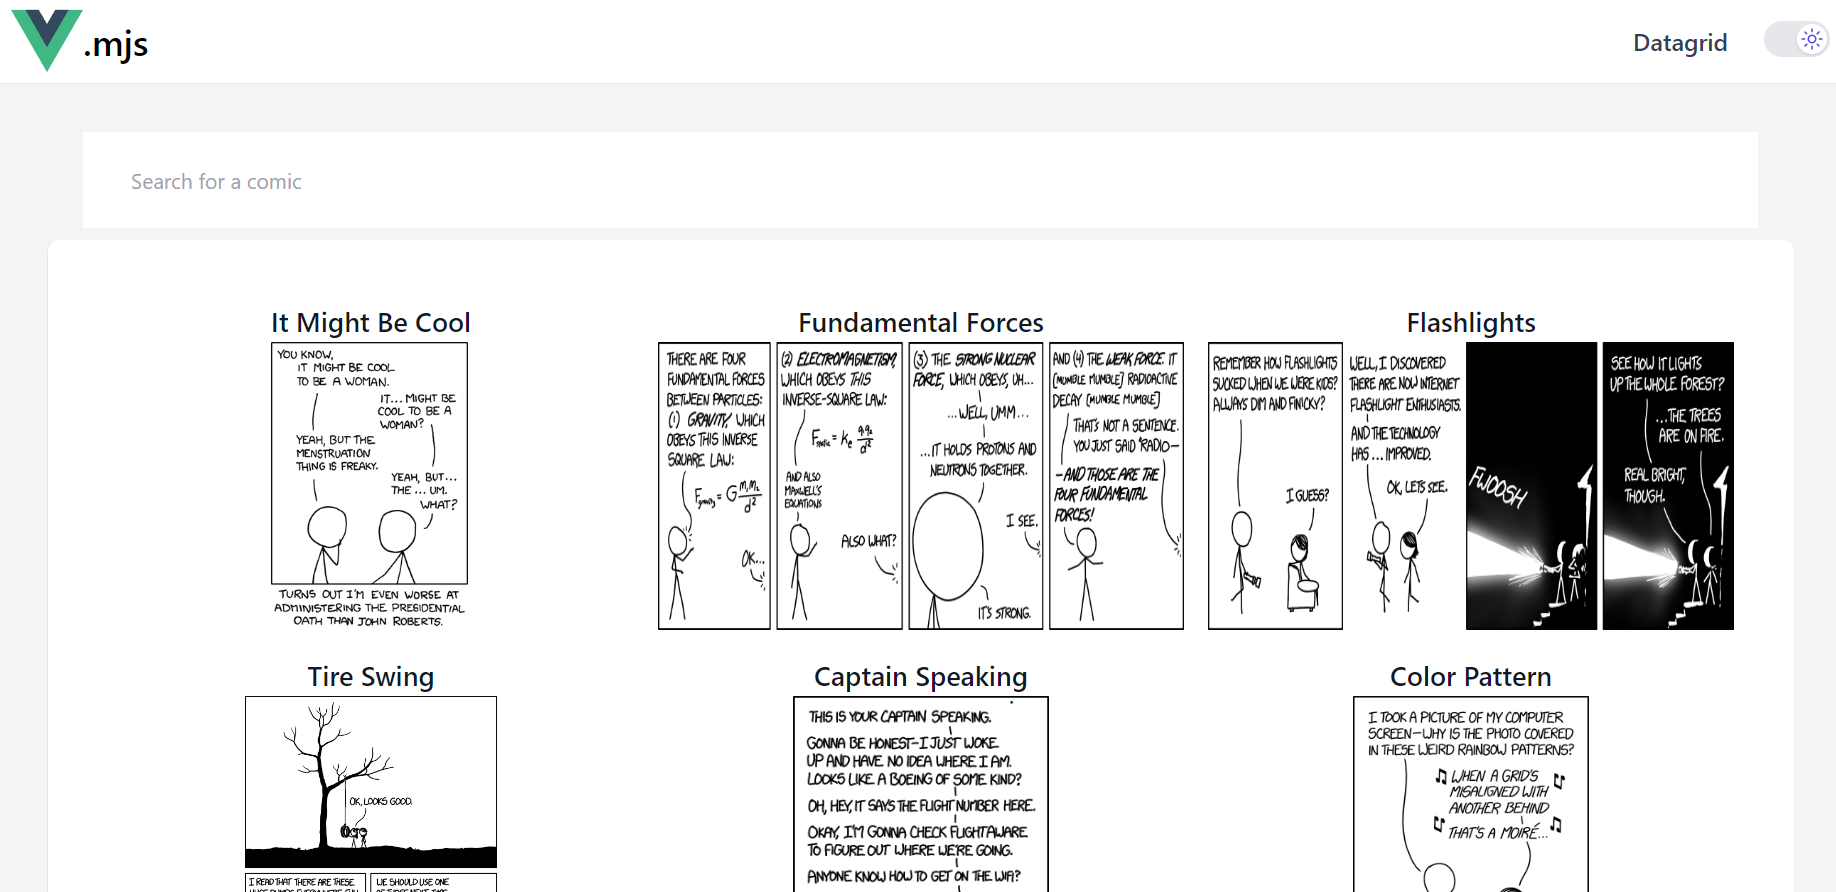 .mjs
Datagrid
Search for a comic
It Might Be Cool
YOU KNOW,
IT MIGHT BE COOL
TO BE A WOMAN.
IT... MIGHT BE
COOL TO BE A
WOMAN?
YEAH, BUT THE
MENSTRUATION
THING IS FREAKY.
YEAH, BUT...
THE ... UM.
WHAT?
TURNS OUT I'M EVEN WORSE AT
ADMINISTERING THE PRESIDENTIAL
OATH THAN JOHN ROBERTS.
Fundamental Forces
THERE ARE FOUR
FUNDAMENTAL FORCES
BETWEEN PARTICLES:
(1) GRAVITY, WHICH
OBEYS THIS INVERSE
SQUARE LAW:
F_gravity = G m₁m₂/d²
OK...
(2) ELECTROMAGNETISM,
WHICH OBEYS THIS
INVERSE-SQUARE LAW:
F_static = K_e q₁q₂/d²
AND ALSO
MAXWELL'S
EQUATIONS
ALSO WHAT?
(3) THE STRONG NUCLEAR
FORCE, WHICH OBEYS, UH...
...WELL, UMM...
...IT HOLDS PROTONS AND
NEUTRONS TOGETHER.
I SEE.
IT'S STRONG.
AND (4) THE WEAK FORCE. IT
[MUMBLE MUMBLE] RADIOACTIVE
DECAY [MUMBLE MUMBLE]
THAT'S NOT A SENTENCE.
YOU JUST SAID 'RADIO—
—AND THOSE ARE THE
FOUR FUNDAMENTAL
FORCES!
Flashlights
REMEMBER HOW FLASHLIGHTS
SUCKED WHEN WE WERE KIDS?
ALWAYS DIM AND FINICKY?
I GUESS?
WELL, I DISCOVERED
THERE ARE NOW INTERNET
FLASHLIGHT ENTHUSIASTS.
AND THE TECHNOLOGY
HAS ... IMPROVED.
OK, LETS SEE.
FWOOSH
SEE HOW IT LIGHTS
UP THE WHOLE FOREST?
...THE TREES
ARE ON FIRE.
REAL BRIGHT,
THOUGH.
Tire Swing
OK, LOOKS GOOD.
I READ THAT THERE ARE THESE
WE SHOULD USE ONE
Captain Speaking
THIS IS YOUR CAPTAIN SPEAKING.
GONNA BE HONEST—I JUST WOKE
UP AND HAVE NO IDEA WHERE I AM.
LOOKS LIKE A BOEING OF SOME KIND?
OH, HEY, IT SAYS THE FLIGHT NUMBER HERE.
OKAY, I'M GONNA CHECK FLIGHTAWARE
TO FIGURE OUT WHERE WE'RE GOING.
ANYONE KNOW HOW TO GET ON THE WIFI?
Color Pattern
I TOOK A PICTURE OF MY COMPUTER
SCREEN—WHY IS THE PHOTO COVERED
IN THESE WEIRD RAINBOW PATTERNS?
♫ WHEN A GRID'S ♫
MISALIGNED WITH
ANOTHER BEHIND
♫ THAT'S A MOIRÉ... ♫